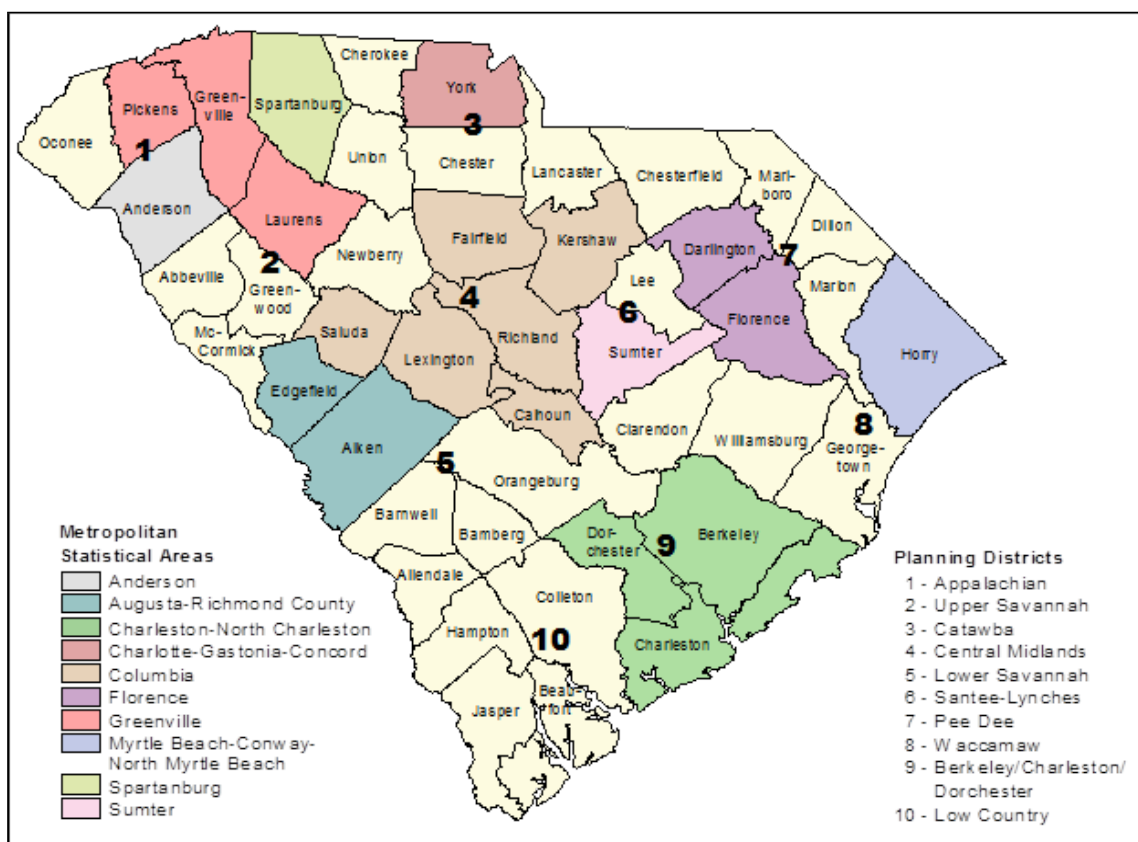 Cherokee
York
Green-
ville
Pickens
Spartanburg
3
Oconee
1
Union
Chester
Lancaster
Chesterfield
Marl-
boro
Anderson
Laurens
Dillon
Fairfield
Kershaw
Darlington
7
Newberry
Abbeville
2
Green-
wood
Lee
Marion
4
6
Mc-
Cormick
Saluda
Richland
Florence
Lexington
Sumter
Horry
Edgefield
Calhoun
Clarendon
8
Aiken
Williamsburg
George-
town
5
Orangeburg
Barnwell
Bamberg
Dor-
chester
9
Berkeley
Allendale
Colleton
Hampton
10
Charleston
Beau-
fort
Jasper
Metropolitan
Statistical Areas
Anderson
Augusta-Richmond County
Charleston-North Charleston
Charlotte-Gastonia-Concord
Columbia
Florence
Greenville
Myrtle Beach-Conway-
North Myrtle Beach
Spartanburg
Sumter
Planning Districts
1 - Appalachian
2 - Upper Savannah
3 - Catawba
4 - Central Midlands
5 - Lower Savannah
6 - Santee-Lynches
7 - Pee Dee
8 - Waccamaw
9 - Berkeley/Charleston/
Dorchester
10 - Low Country